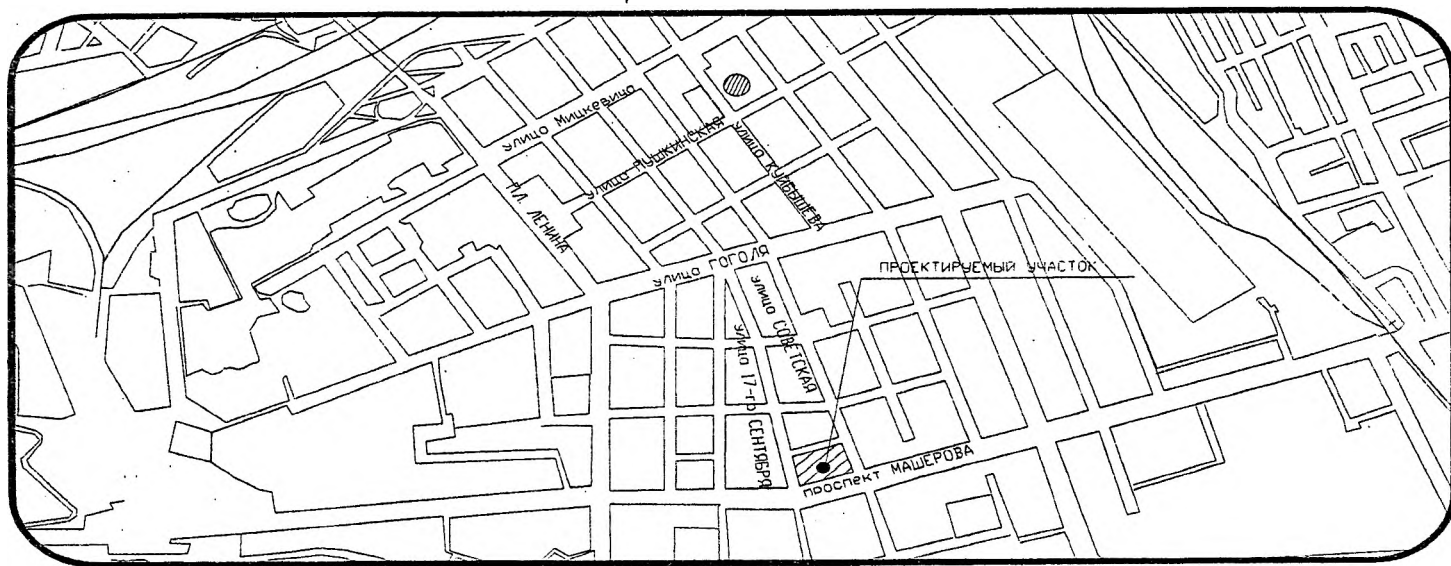 улица Мицкевича
улица ПУШКИНСКАЯ
улица КУЙБЫШЕВА
ПЛ. ЛЕНИНА
улица ГОГОЛЯ
ПРОЕКТИРУЕМЫЙ УЧАСТОК
улица СОВЕТСКАЯ
улица 17-го СЕНТЯБРЯ
проспект МАШЕРОВА